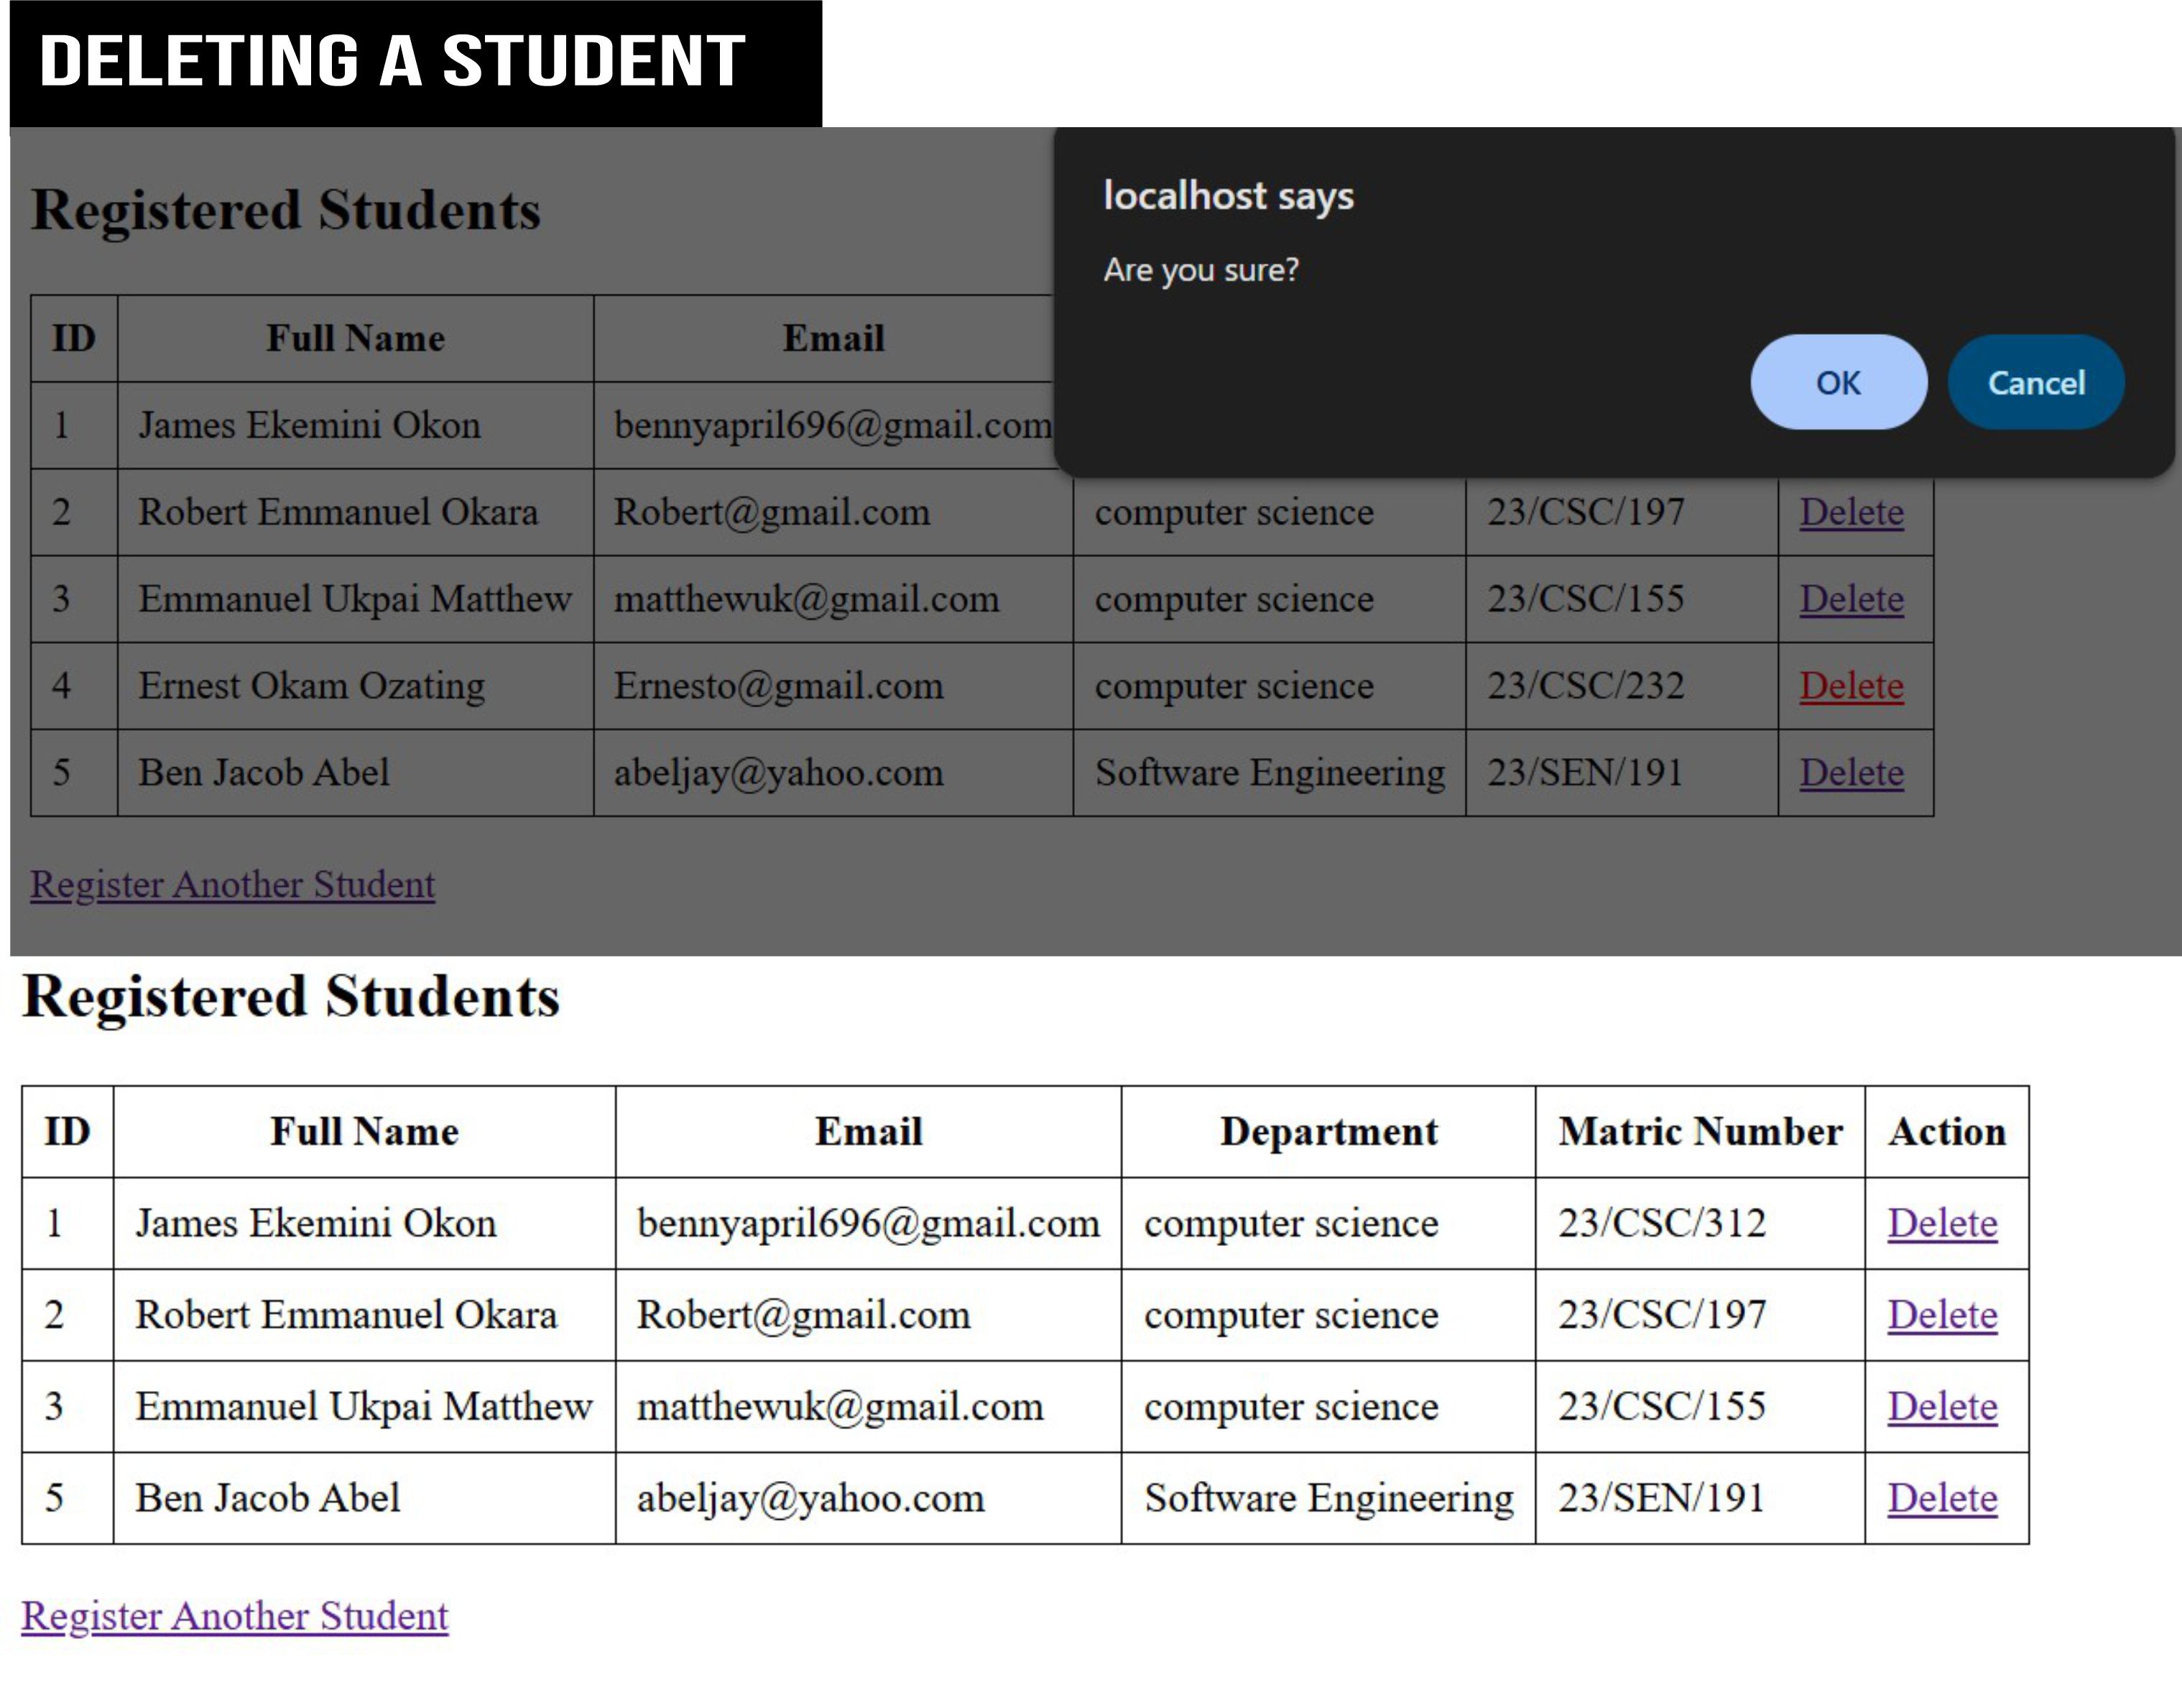 DELETING A STUDENT
localhost says
Are you sure?
OK Cancel
Registered Students
ID Full Name Email
1 James Ekemini Okon bennyapril696@gmail.com
2 Robert Emmanuel Okara Robert@gmail.com computer science 23/CSC/197 Delete
3 Emmanuel Ukpai Matthew matthewuk@gmail.com computer science 23/CSC/155 Delete
4 Ernest Okam Ozating Ernesto@gmail.com computer science 23/CSC/232 Delete
5 Ben Jacob Abel abeljay@yahoo.com Software Engineering 23/SEN/191 Delete
Register Another Student
Registered Students
ID Full Name Email Department Matric Number Action
1 James Ekemini Okon bennyapril696@gmail.com computer science 23/CSC/312 Delete
2 Robert Emmanuel Okara Robert@gmail.com computer science 23/CSC/197 Delete
3 Emmanuel Ukpai Matthew matthewuk@gmail.com computer science 23/CSC/155 Delete
5 Ben Jacob Abel abeljay@yahoo.com Software Engineering 23/SEN/191 Delete
Register Another Student